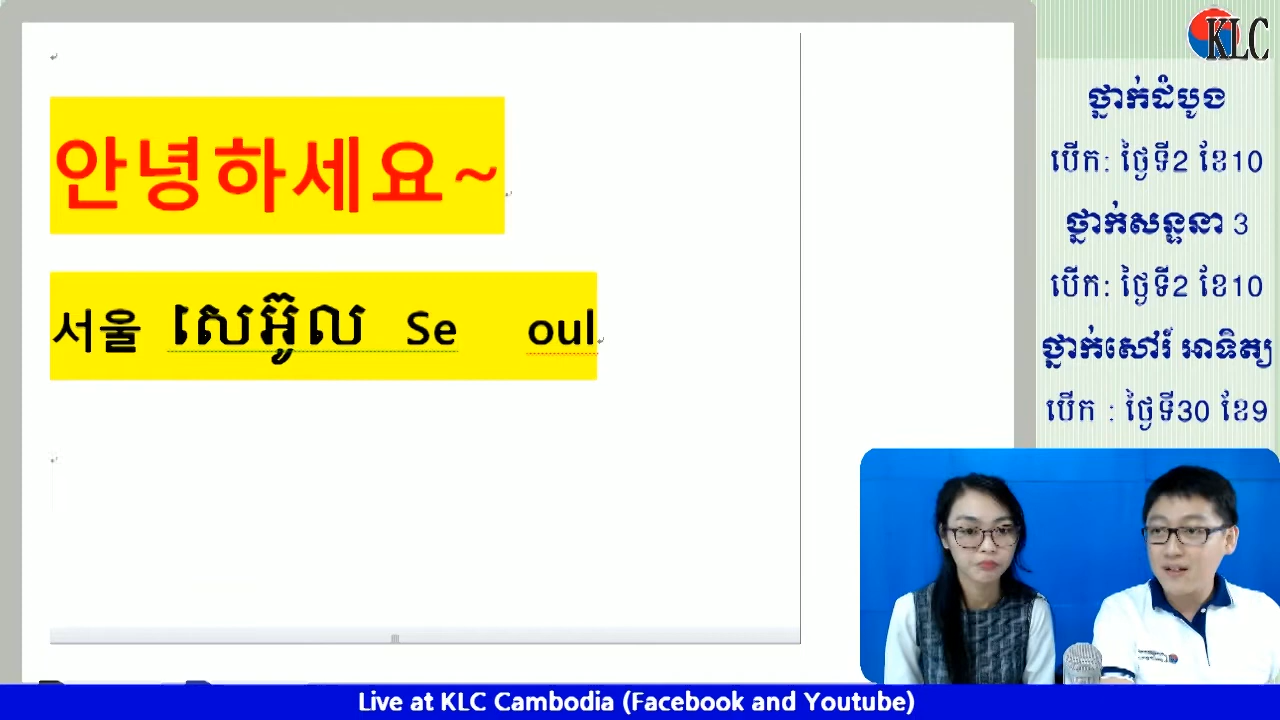 안녕하세요~
서울 សេអ៊ូល Se oul
KLC
ថ្នាក់ដំបូង
បើក: ថ្ងៃទី2 ខែ10
ថ្នាក់សន្ទនា 3
បើក: ថ្ងៃទី2 ខែ10
ថ្នាក់សៅរ៍ អាទិត្យ
បើក : ថ្ងៃទី30 ខែ9
Live at KLC Cambodia (Facebook and Youtube)